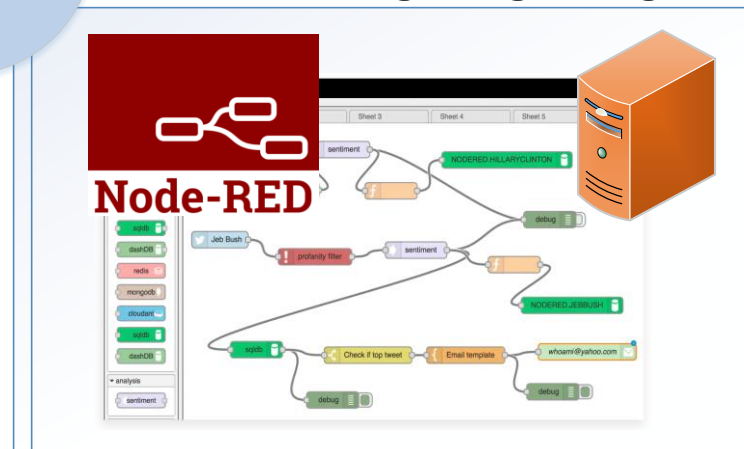 Sheet 3 Sheet 4 Sheet 5
sentiment
NODERED.HILLARYCLINTON
f
Node-RED
sqldb
debug
Jeb Bush
dashDB
profanity filter
sentiment
redis
f
mongodb
cloudant
NODERED.JEBBUSH
sqldb
dashDB
sqldb
Check if top tweet
Email template
whoami@yahoo.com
analysis
sentiment
debug
debug